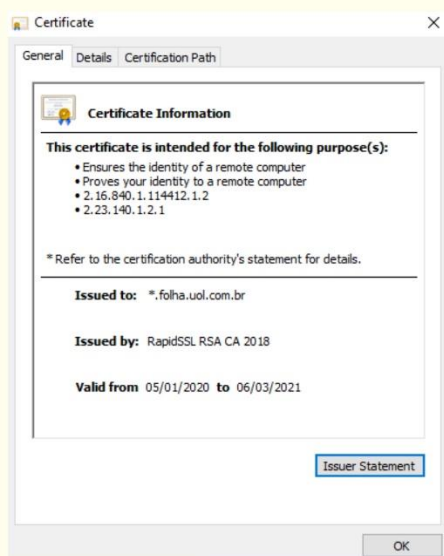 Certificate
General Details Certification Path
Certificate Information
This certificate is intended for the following purpose(s):
• Ensures the identity of a remote computer
• Proves your identity to a remote computer
• 2.16.840.1.114412.1.2
• 2.23.140.1.2.1
* Refer to the certification authority's statement for details.
Issued to: *.folha.uol.com.br
Issued by: RapidSSL RSA CA 2018
Valid from 05/01/2020 to 06/03/2021
Issuer Statement
OK